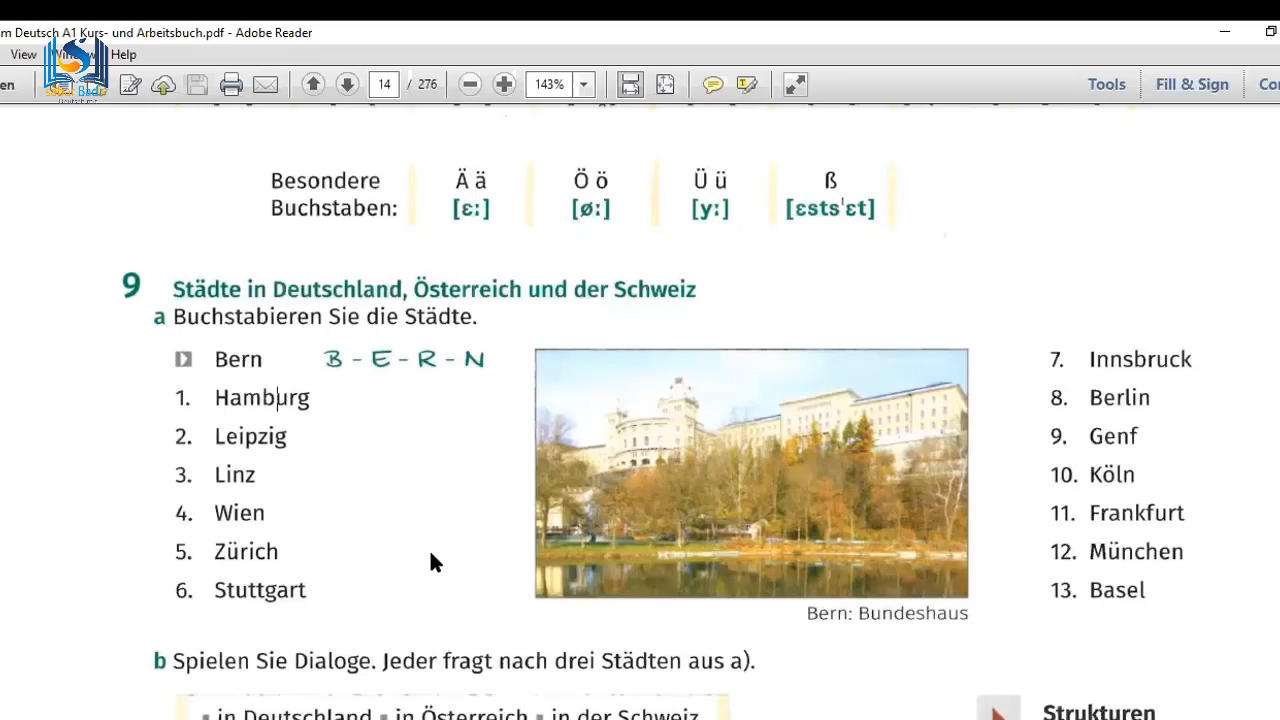 m Deutsch A1 Kurs- und Arbeitsbuch.pdf - Adobe Reader
View Window Help
en 14 / 276 143% Tools Fill & Sign Co
Besondere Ä ä Ö ö Ü ü ß
Buchstaben: [ɛː] [øː] [yː] [ɛstsˈɛt]
9 Städte in Deutschland, Österreich und der Schweiz
a Buchstabieren Sie die Städte.
Bern B - E - R - N
1. Hamburg
2. Leipzig
3. Linz
4. Wien
5. Zürich
6. Stuttgart
Bern: Bundeshaus
7. Innsbruck
8. Berlin
9. Genf
10. Köln
11. Frankfurt
12. München
13. Basel
b Spielen Sie Dialoge. Jeder fragt nach drei Städten aus a).
▪ in Deutschland ▪ in Österreich ▪ in der Schweiz
Strukturen